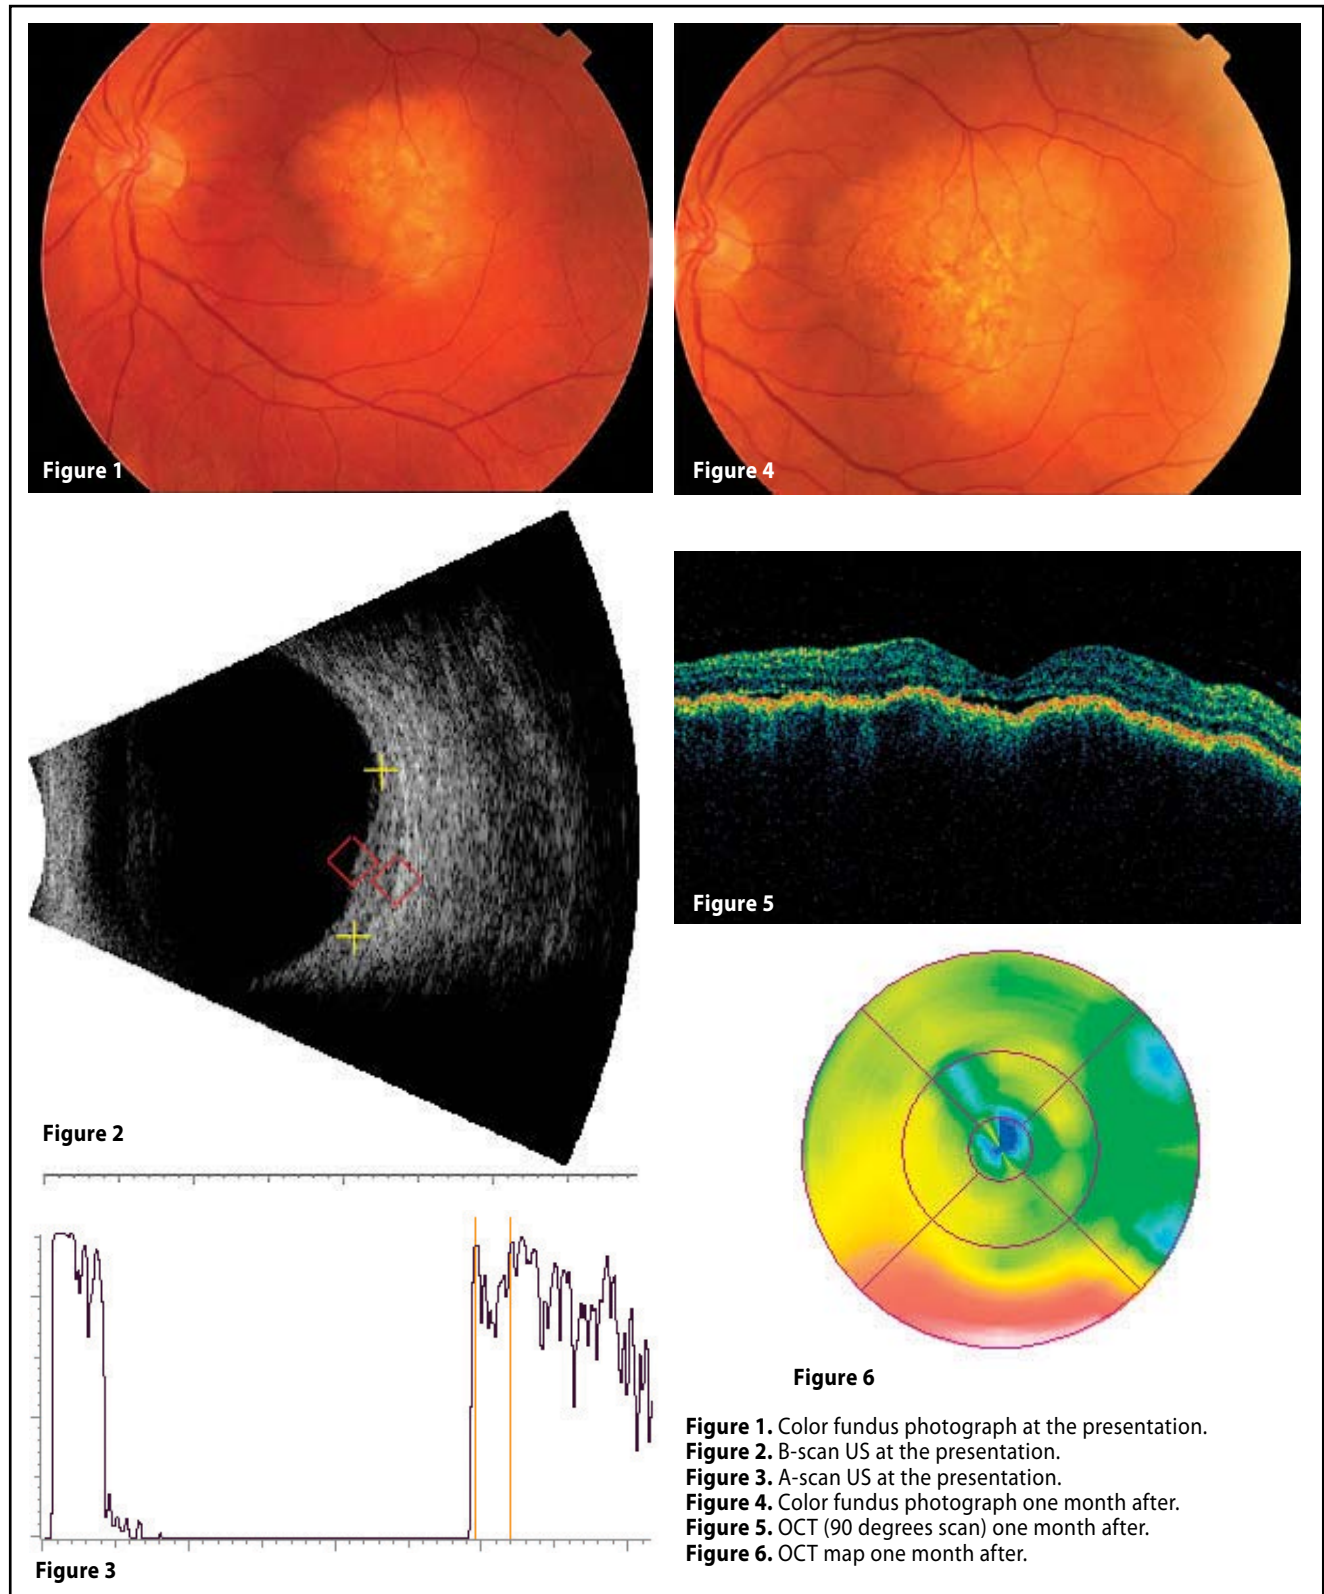 Figure 1
Figure 4
Figure 2
Figure 5
Figure 3
Figure 6
Figure 1. Color fundus photograph at the presentation.
Figure 2. B-scan US at the presentation.
Figure 3. A-scan US at the presentation.
Figure 4. Color fundus photograph one month after.
Figure 5. OCT (90 degrees scan) one month after.
Figure 6. OCT map one month after.